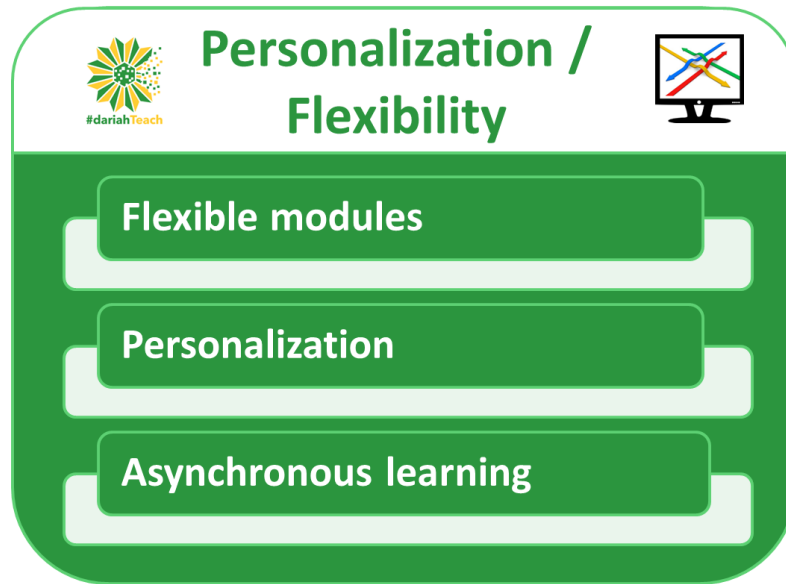 Personalization /
Flexibility
#dariahTeach
Flexible modules
Personalization
Asynchronous learning